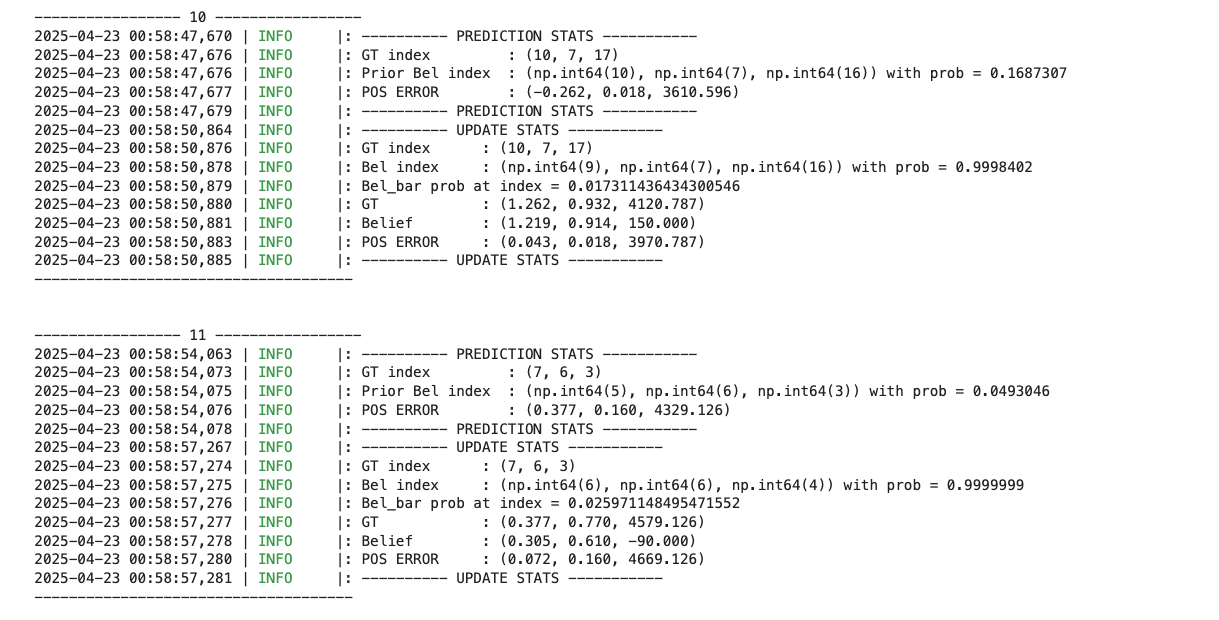 ----------------- 10 -----------------
2025-04-23 00:58:47,670 | INFO     |: ---------- PREDICTION STATS -----------
2025-04-23 00:58:47,676 | INFO     |: GT index         : (10, 7, 17)
2025-04-23 00:58:47,676 | INFO     |: Prior Bel index  : (np.int64(10), np.int64(7), np.int64(16)) with prob = 0.1687307
2025-04-23 00:58:47,677 | INFO     |: POS ERROR        : (-0.262, 0.018, 3610.596)
2025-04-23 00:58:47,679 | INFO     |: ---------- PREDICTION STATS -----------
2025-04-23 00:58:50,864 | INFO     |: ---------- UPDATE STATS -----------
2025-04-23 00:58:50,876 | INFO     |: GT index      : (10, 7, 17)
2025-04-23 00:58:50,878 | INFO     |: Bel index     : (np.int64(9), np.int64(7), np.int64(16)) with prob = 0.9998402
2025-04-23 00:58:50,879 | INFO     |: Bel_bar prob at index = 0.017311436434300546
2025-04-23 00:58:50,880 | INFO     |: GT            : (1.262, 0.932, 4120.787)
2025-04-23 00:58:50,881 | INFO     |: Belief        : (1.219, 0.914, 150.000)
2025-04-23 00:58:50,883 | INFO     |: POS ERROR     : (0.043, 0.018, 3970.787)
2025-04-23 00:58:50,885 | INFO     |: ---------- UPDATE STATS -----------
-------------------------------------
----------------- 11 -----------------
2025-04-23 00:58:54,063 | INFO     |: ---------- PREDICTION STATS -----------
2025-04-23 00:58:54,073 | INFO     |: GT index         : (7, 6, 3)
2025-04-23 00:58:54,075 | INFO     |: Prior Bel index  : (np.int64(5), np.int64(6), np.int64(3)) with prob = 0.0493046
2025-04-23 00:58:54,076 | INFO     |: POS ERROR        : (0.377, 0.160, 4329.126)
2025-04-23 00:58:54,078 | INFO     |: ---------- PREDICTION STATS -----------
2025-04-23 00:58:57,267 | INFO     |: ---------- UPDATE STATS -----------
2025-04-23 00:58:57,274 | INFO     |: GT index      : (7, 6, 3)
2025-04-23 00:58:57,275 | INFO     |: Bel index     : (np.int64(6), np.int64(6), np.int64(4)) with prob = 0.9999999
2025-04-23 00:58:57,276 | INFO     |: Bel_bar prob at index = 0.025971148495471552
2025-04-23 00:58:57,277 | INFO     |: GT            : (0.377, 0.770, 4579.126)
2025-04-23 00:58:57,278 | INFO     |: Belief        : (0.305, 0.610, -90.000)
2025-04-23 00:58:57,280 | INFO     |: POS ERROR     : (0.072, 0.160, 4669.126)
2025-04-23 00:58:57,281 | INFO     |: ---------- UPDATE STATS -----------
-------------------------------------